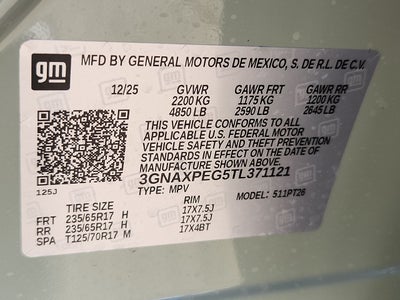 gm
MFD BY GENERAL MOTORS DE MEXICO, S. DE R.L. DE C.V.
12/25 GVWR GAWR FRT GAWR RR
2200 KG 1175 KG 1200 KG
4850 LB 2590 LB 2645 LB
THIS VEHICLE CONFORMS TO ALL
APPLICABLE U.S. FEDERAL MOTOR
VEHICLE SAFETY AND THEFT PREVENTION
STANDARDS IN EFFECT ON THE DATE OF
MANUFACTURE SHOWN ABOVE.
125J 3GNAXPEG5TL371121
TYPE: MPV MODEL: 511PT26
TIRE SIZE RIM
FRT 235/65R17 H 17X7.5J
RR 235/65R17 H 17X7.5J
SPA T125/70R17 M 17X4BT